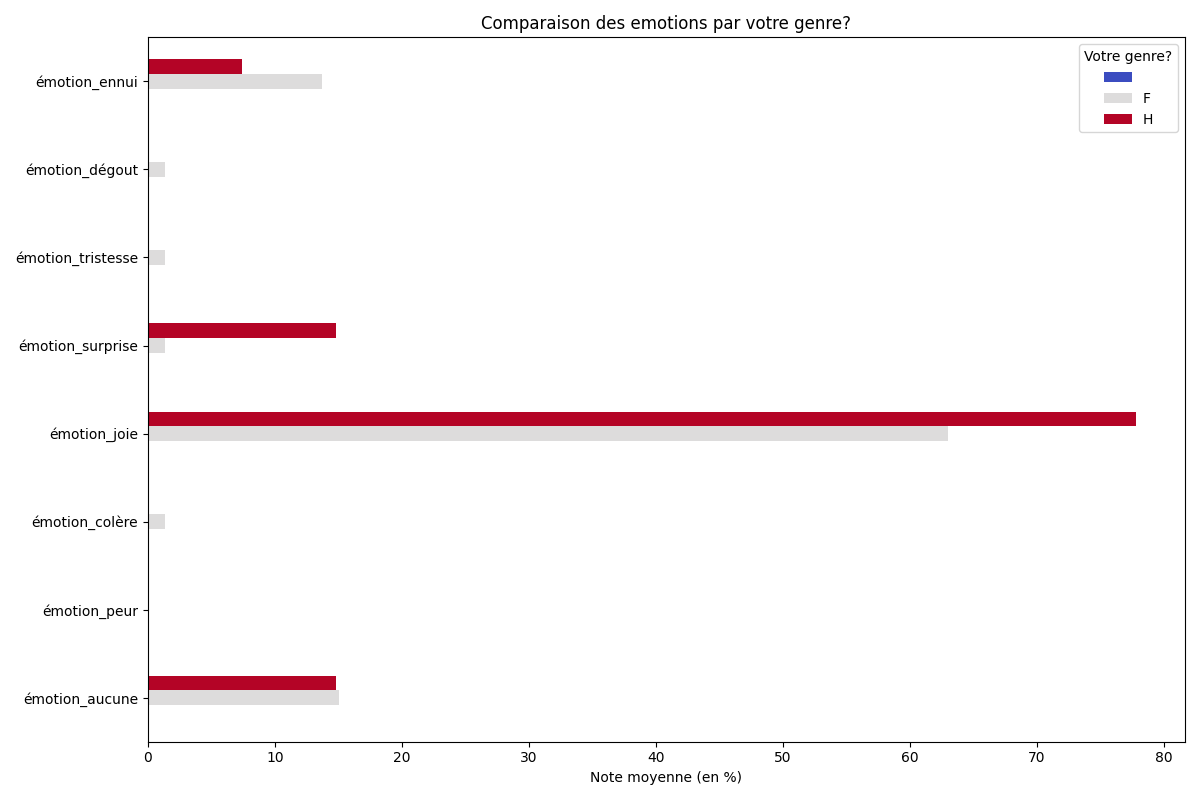 Comparaison des emotions par votre genre?
Votre genre?
F
H
émotion_ennui
émotion_dégout
émotion_tristesse
émotion_surprise
émotion_joie
émotion_colère
émotion_peur
émotion_aucune
0 10 20 30 40 50 60 70 80
Note moyenne (en %)